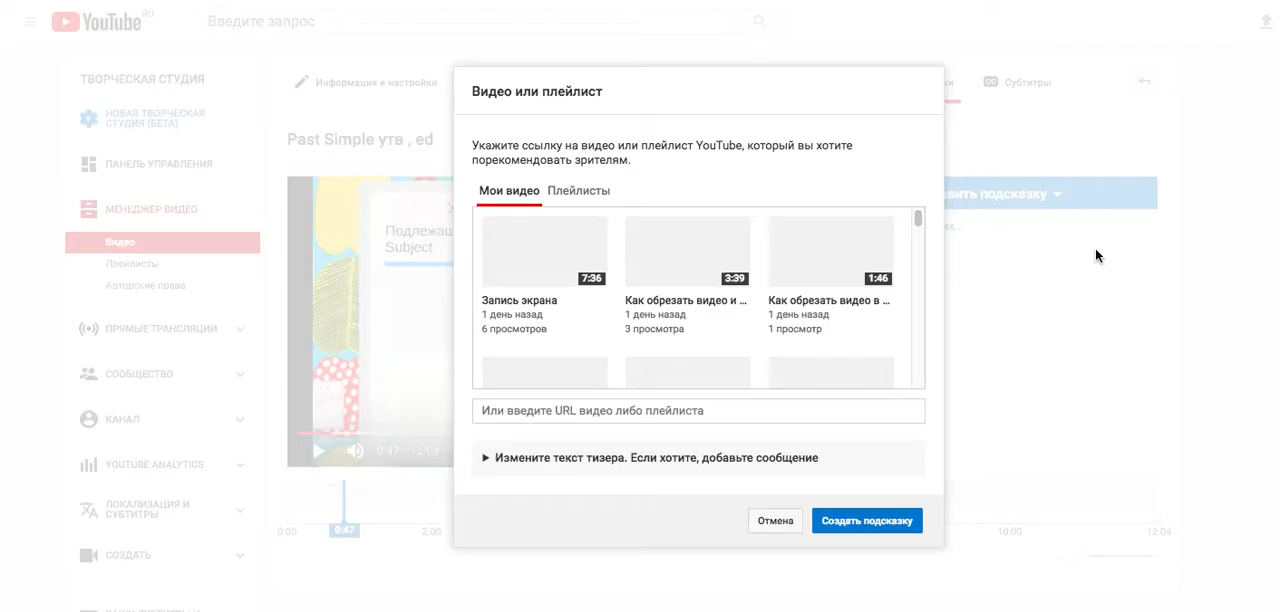 YouTube RU
Введите запрос
ТВОРЧЕСКАЯ СТУДИЯ
НОВАЯ ТВОРЧЕСКАЯ
СТУДИЯ (БЕТА)
ПАНЕЛЬ УПРАВЛЕНИЯ
МЕНЕДЖЕР ВИДЕО
Видео
Плейлисты
Авторские права
ПРЯМЫЕ ТРАНСЛЯЦИИ
СООБЩЕСТВО
КАНАЛ
YOUTUBE ANALYTICS
ЛОКАЛИЗАЦИЯ И
СУБТИТРЫ
СОЗДАТЬ
Информация и настройки
CC Субтитры
Past Simple утв , ed
Подлежащ
Subject
0:47 12:05
вить подсказку
0:00
0:47
2:00
10:00
12:04
Видео или плейлист
Укажите ссылку на видео или плейлист YouTube, который вы хотите
порекомендовать зрителям.
Мои видео Плейлисты
7:36
3:39
1:46
Запись экрана
1 день назад
6 просмотров
Как обрезать видео и ...
1 день назад
3 просмотра
Как обрезать видео в ...
1 день назад
1 просмотр
Или введите URL видео либо плейлиста
Измените текст тизера. Если хотите, добавьте сообщение
Отмена
Создать подсказку